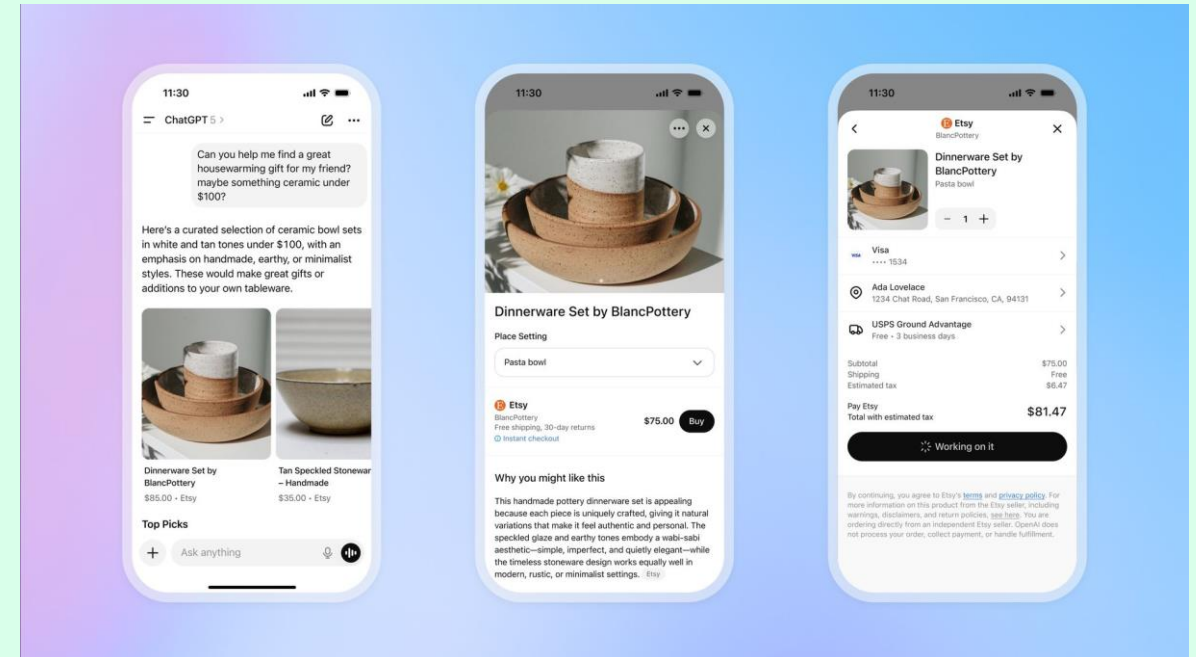 11:30
ChatGPT 5 >
Can you help me find a great
housewarming gift for my friend?
maybe something ceramic under
$100?
Here's a curated selection of ceramic bowl sets
in white and tan tones under $100, with an
emphasis on handmade, earthy, or minimalist
styles. These would make great gifts or
additions to your own tableware.
Dinnerware Set by
BlancPottery
$85.00 • Etsy
Tan Speckled Stonewar
– Handmade
$35.00 • Etsy
Top Picks
Ask anything
11:30
Dinnerware Set by BlancPottery
Place Setting
Pasta bowl
E Etsy
BlancPottery
Free shipping, 30-day returns
Instant checkout
$75.00 Buy
Why you might like this
This handmade pottery dinnerware set is appealing
because each piece is uniquely crafted, giving it natural
variations that make it feel authentic and personal. The
speckled glaze and earthy tones embody a wabi-sabi
aesthetic—simple, imperfect, and quietly elegant—while
the timeless stoneware design works equally well in
modern, rustic, or minimalist settings. Etsy
11:30
E Etsy
BlancPottery
Dinnerware Set by
BlancPottery
Pasta bowl
− 1 +
VISA Visa
•••• 1534
Ada Lovelace
1234 Chat Road, San Francisco, CA, 94131
USPS Ground Advantage
Free • 3 business days
Subtotal $75.00
Shipping Free
Estimated tax $6.47
Pay Etsy
Total with estimated tax $81.47
Working on it
By continuing, you agree to Etsy's terms and privacy policy. For
more information on this product from the Etsy seller, including
warnings, disclaimers, and return policies, see here. You are
ordering directly from an independent Etsy seller. OpenAI does
not process your order, collect payment, or handle fulfillment.